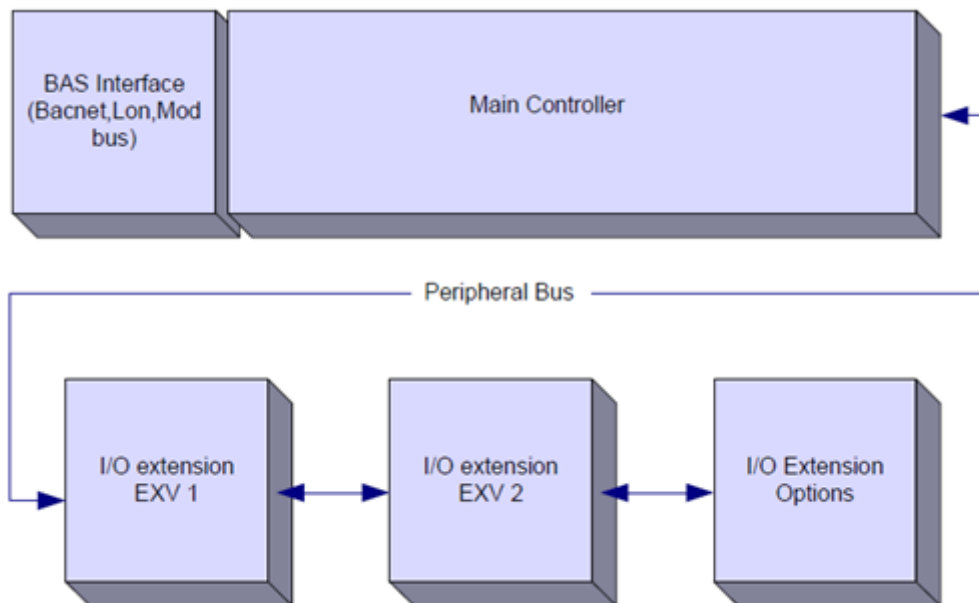 BAS Interface
(Bacnet,Lon,Mod
bus)
Main Controller
Peripheral Bus
I/O extension
EXV 1
I/O extension
EXV 2
I/O Extension
Options